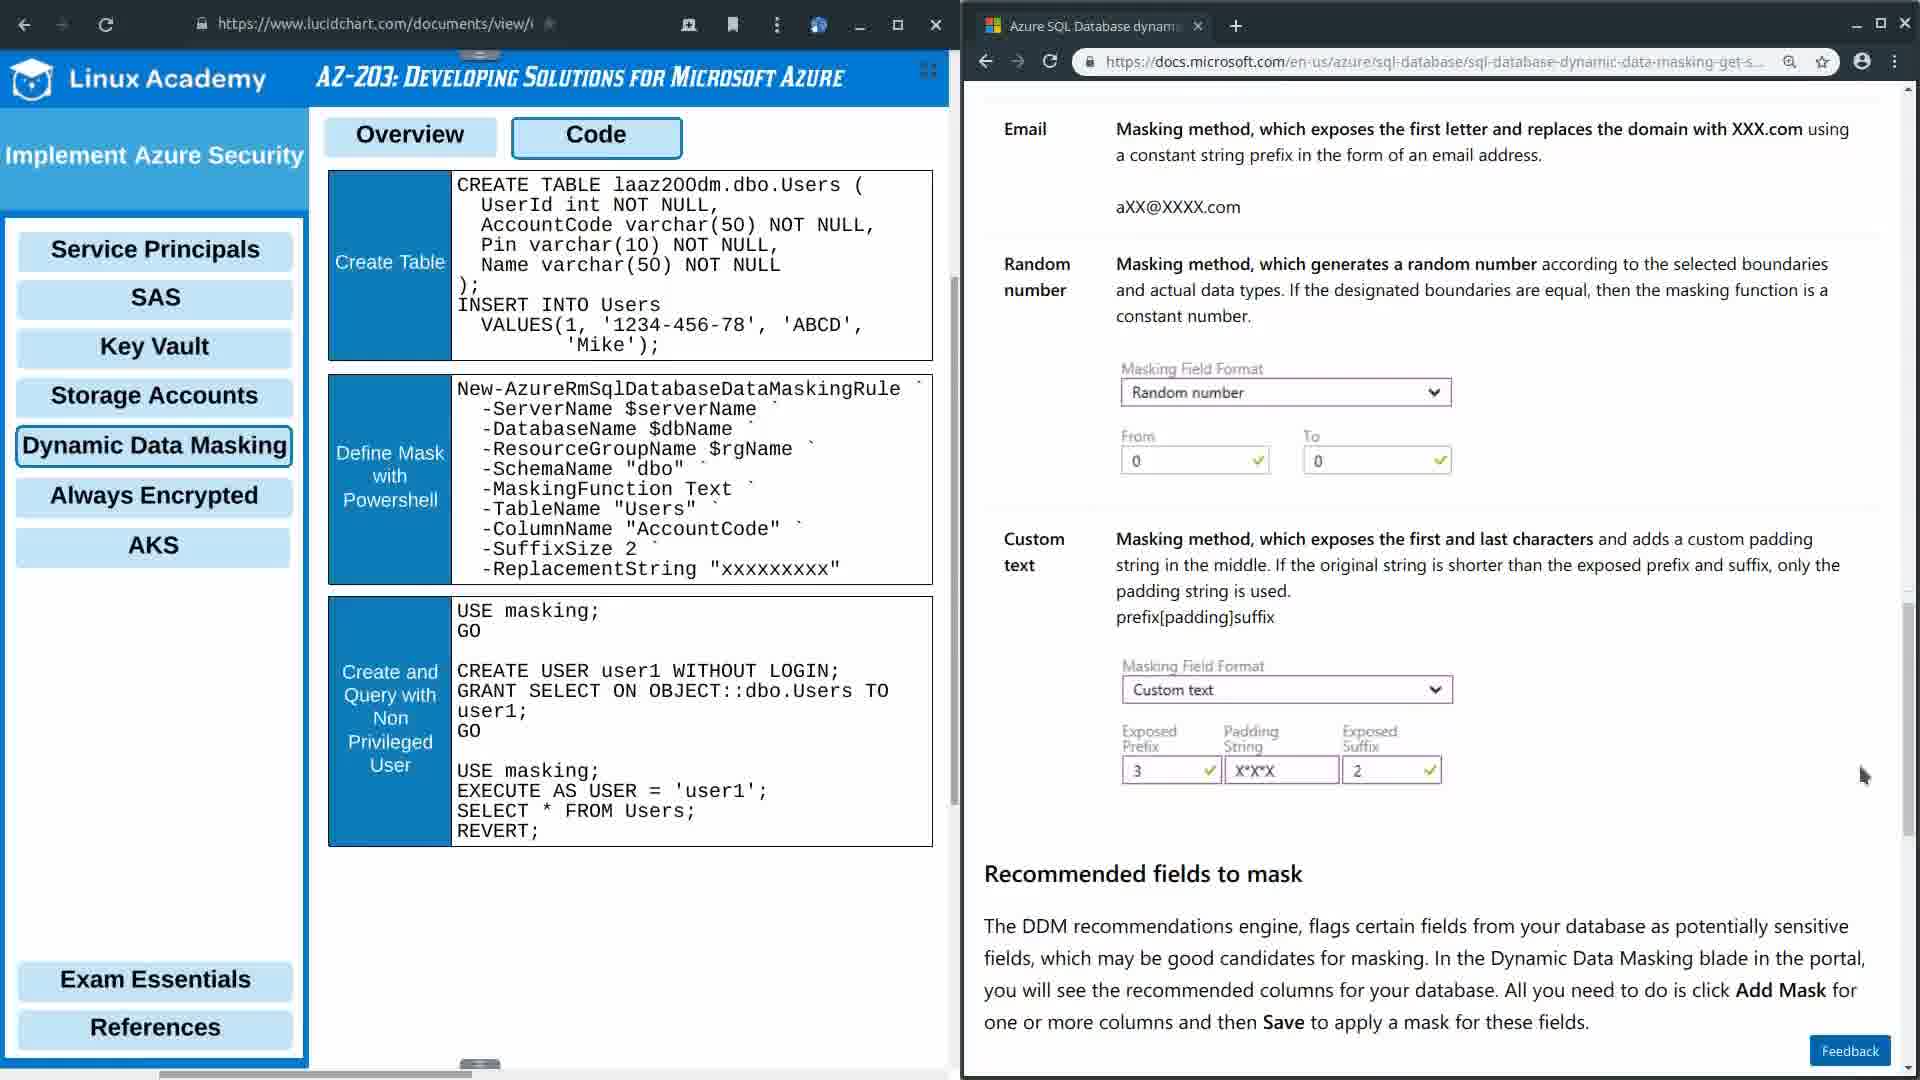 https://www.lucidchart.com/documents/view/
Linux Academy
AZ-203: Developing Solutions for Microsoft Azure
Implement Azure Security
Service Principals
SAS
Key Vault
Storage Accounts
Dynamic Data Masking
Always Encrypted
AKS
Exam Essentials
References
Overview
Code
Create Table
CREATE TABLE laaz200dm.dbo.Users (
UserId int NOT NULL,
AccountCode varchar(50) NOT NULL,
Pin varchar(10) NOT NULL,
Name varchar(50) NOT NULL
);
INSERT INTO Users
VALUES(1, '1234-456-78', 'ABCD',
'Mike');
Define Mask
with
Powershell
New-AzureRmSqlDatabaseDataMaskingRule `
-ServerName $serverName `
-DatabaseName $dbName `
-ResourceGroupName $rgName `
-SchemaName "dbo" `
-MaskingFunction Text `
-TableName "Users" `
-ColumnName "AccountCode" `
-SuffixSize 2 `
-ReplacementString "xxxxxxxxx"
Create and
Query with
Non
Privileged
User
USE masking;
GO
CREATE USER user1 WITHOUT LOGIN;
GRANT SELECT ON OBJECT::dbo.Users TO
user1;
GO
USE masking;
EXECUTE AS USER = 'user1';
SELECT * FROM Users;
REVERT;
Azure SQL Database dynam
https://docs.microsoft.com/en-us/azure/sql-database/sql-database-dynamic-data-masking-get-s...
Email
Masking method, which exposes the first letter and replaces the domain with XXX.com using
a constant string prefix in the form of an email address.
aXX@XXXX.com
Random
number
Masking method, which generates a random number according to the selected boundaries
and actual data types. If the designated boundaries are equal, then the masking function is a
constant number.
Masking Field Format
Random number
From
To
0
0
Custom
text
Masking method, which exposes the first and last characters and adds a custom padding
string in the middle. If the original string is shorter than the exposed prefix and suffix, only the
padding string is used.
prefix[padding]suffix
Masking Field Format
Custom text
Exposed
Prefix
Padding
String
Exposed
Suffix
3
X*X*X
2
Recommended fields to mask
The DDM recommendations engine, flags certain fields from your database as potentially sensitive
fields, which may be good candidates for masking. In the Dynamic Data Masking blade in the portal,
you will see the recommended columns for your database. All you need to do is click Add Mask for
one or more columns and then Save to apply a mask for these fields.
Feedback